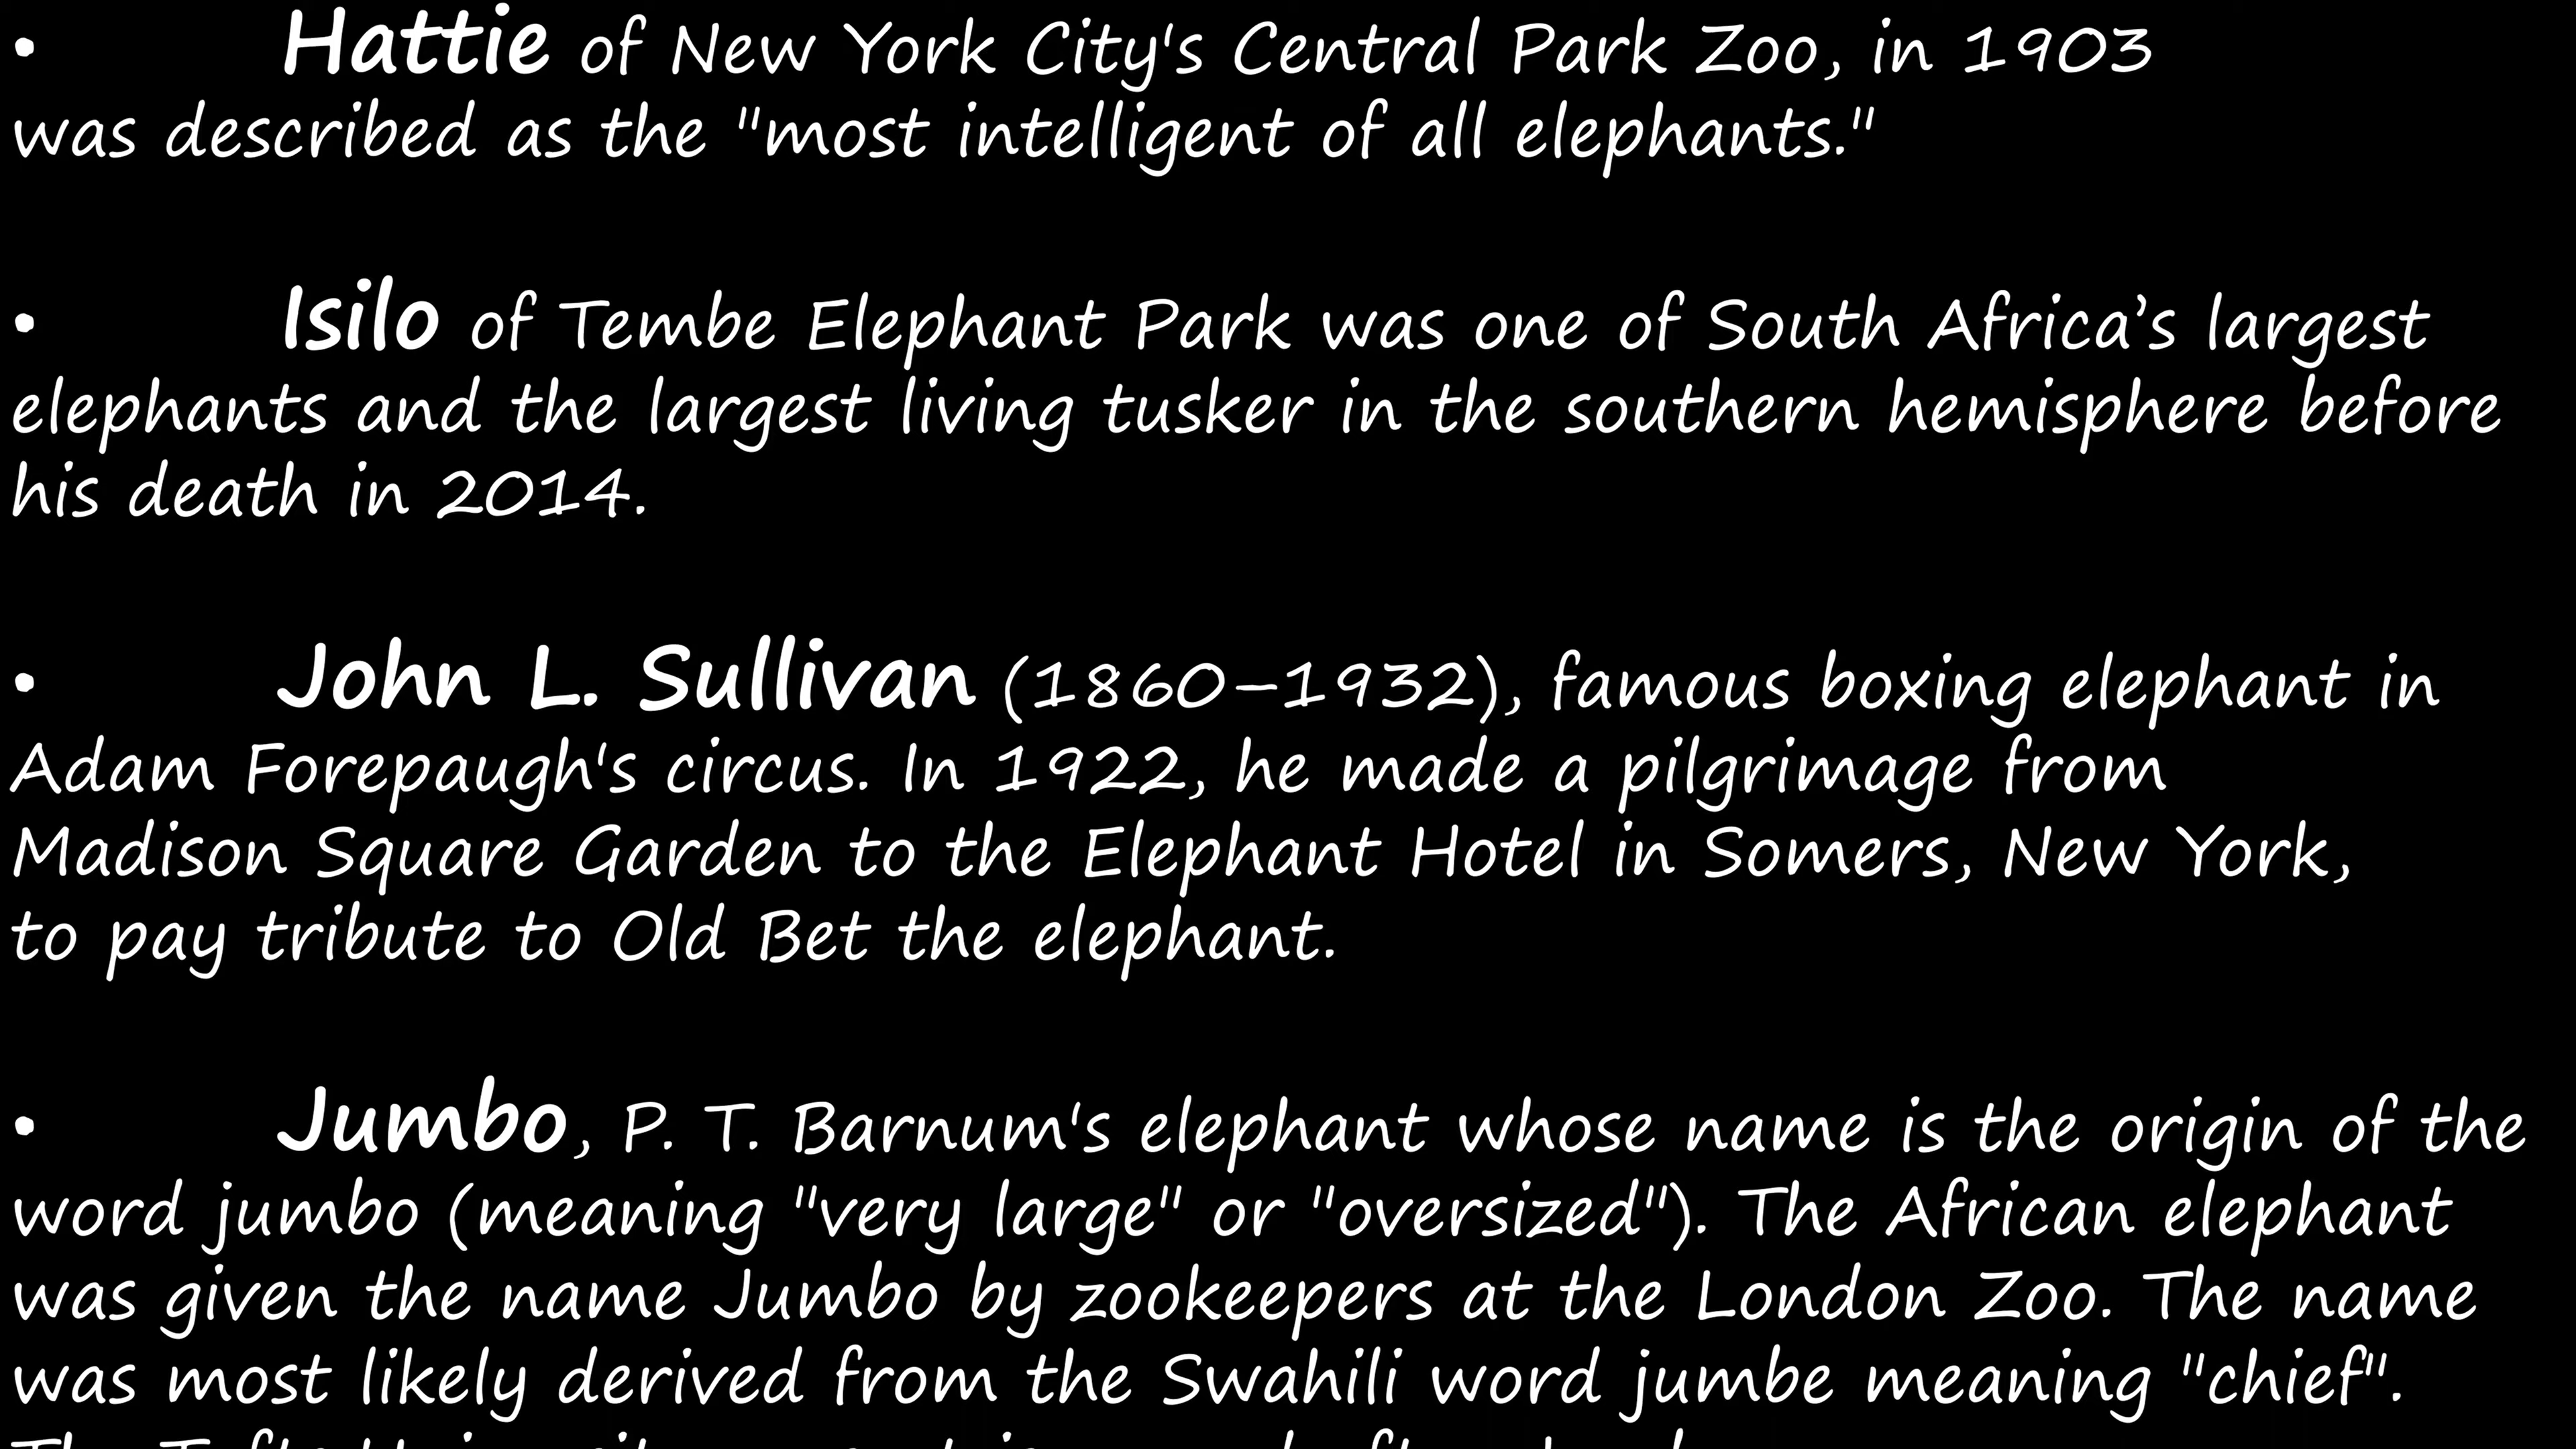 • Hattie of New York City's Central Park Zoo, in 1903
was described as the "most intelligent of all elephants."
• Isilo of Tembe Elephant Park was one of South Africa’s largest
elephants and the largest living tusker in the southern hemisphere before
his death in 2014.
• John L. Sullivan (1860–1932), famous boxing elephant in
Adam Forepaugh's circus. In 1922, he made a pilgrimage from
Madison Square Garden to the Elephant Hotel in Somers, New York,
to pay tribute to Old Bet the elephant.
• Jumbo, P. T. Barnum's elephant whose name is the origin of the
word jumbo (meaning "very large" or "oversized"). The African elephant
was given the name Jumbo by zookeepers at the London Zoo. The name
was most likely derived from the Swahili word jumbe meaning "chief".